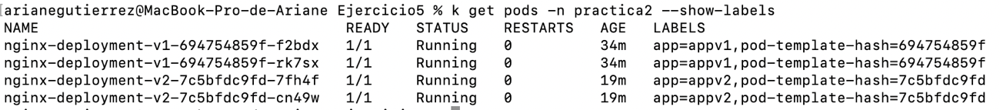 arianegutierrez@MacBook-Pro-de-Ariane Ejercicio5 % k get pods -n practica2 --show-labels
NAME READY STATUS RESTARTS AGE LABELS
nginx-deployment-v1-694754859f-f2bdx 1/1 Running 0 34m app=appv1,pod-template-hash=694754859f
nginx-deployment-v1-694754859f-rk7sx 1/1 Running 0 34m app=appv1,pod-template-hash=694754859f
nginx-deployment-v2-7c5bfdc9fd-7fh4f 1/1 Running 0 19m app=appv2,pod-template-hash=7c5bfdc9fd
nginx-deployment-v2-7c5bfdc9fd-cn49w 1/1 Running 0 19m app=appv2,pod-template-hash=7c5bfdc9fd